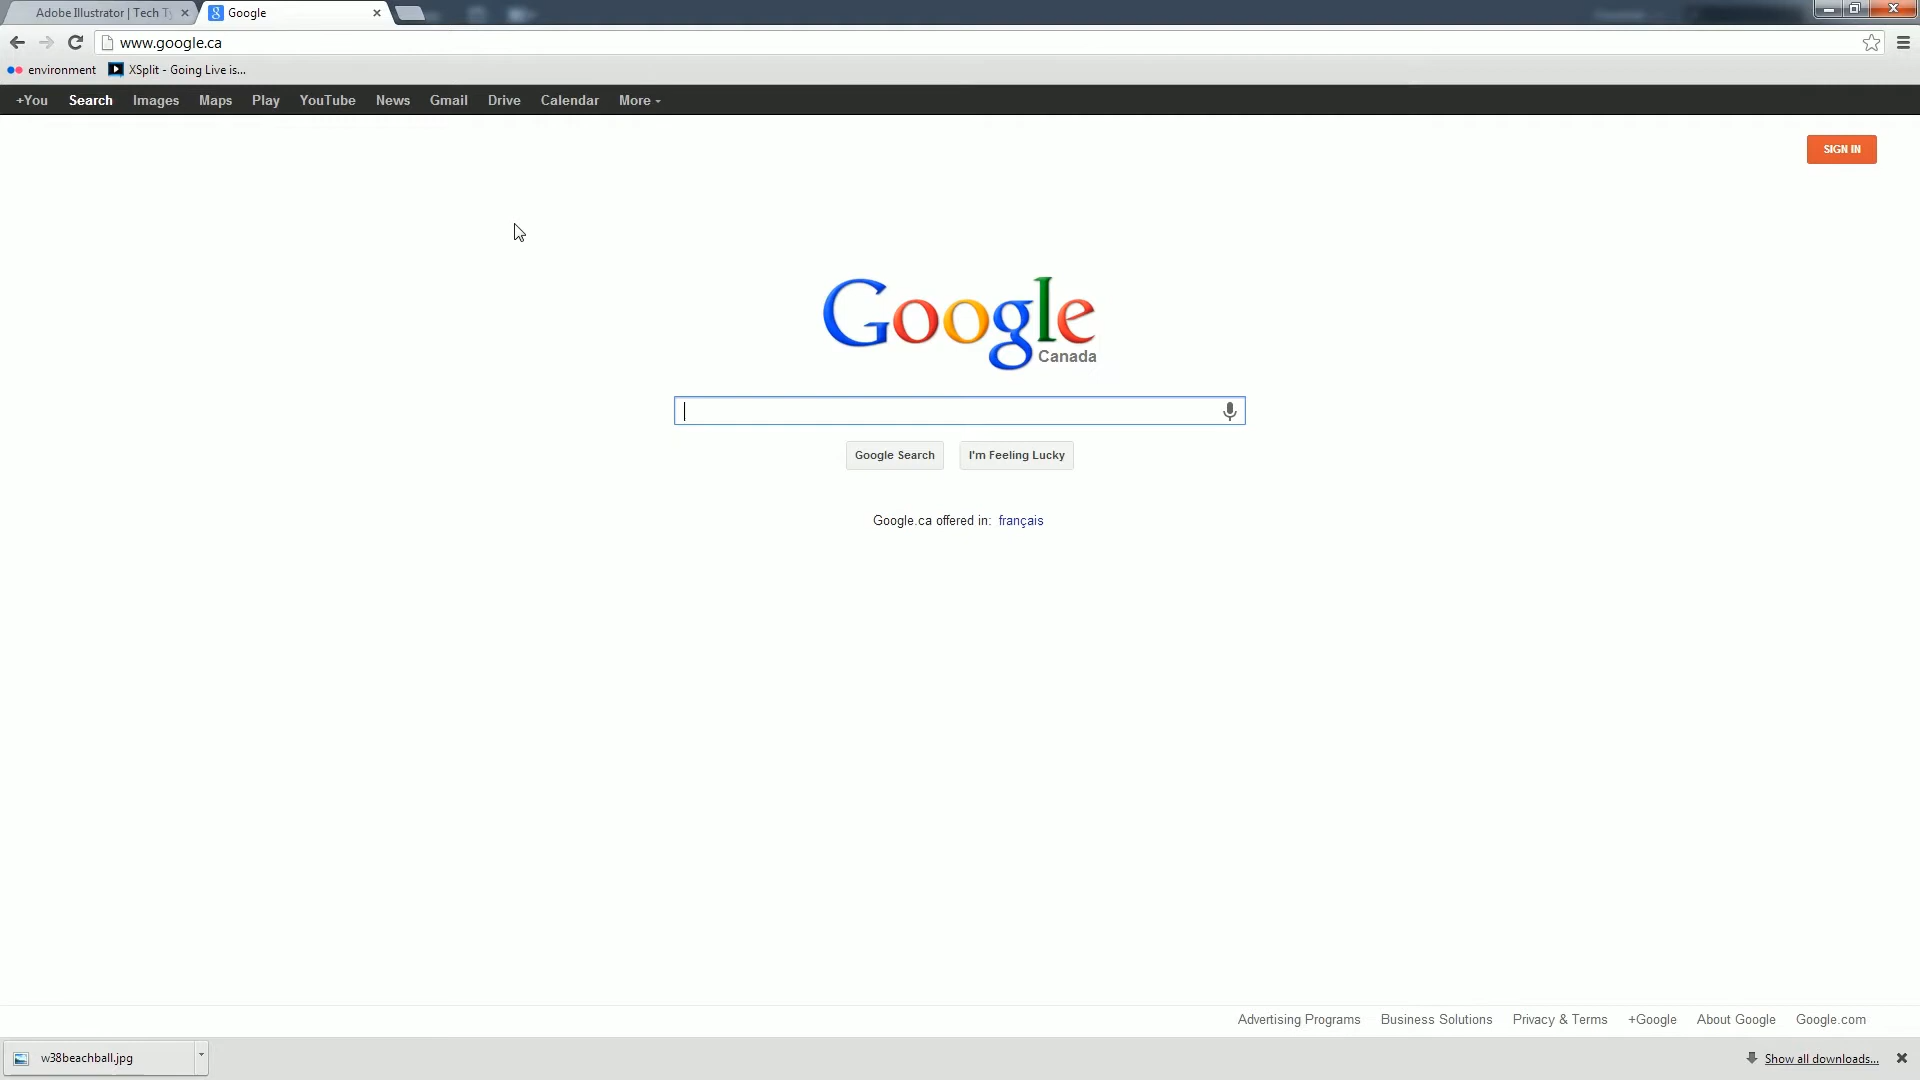 Adobe Illustrator | Tech Ty
Google
www.google.ca
environment
XSplit - Going Live is...
+You Search Images Maps Play YouTube News Gmail Drive Calendar More
SIGN IN
Google
Canada
Google Search
I'm Feeling Lucky
Google.ca offered in: français
Advertising Programs Business Solutions Privacy & Terms +Google About Google Google.com
w38beachball.jpg
Show all downloads...